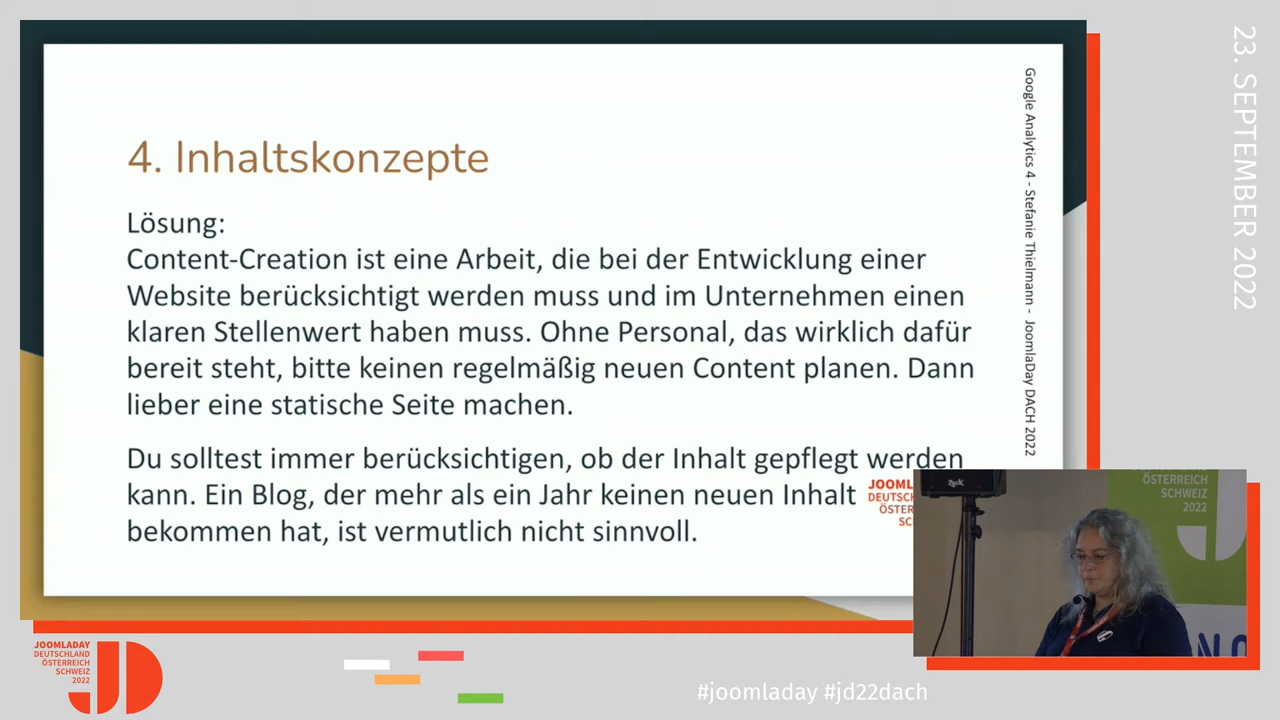 4. Inhaltskonzepte
Lösung:
Content-Creation ist eine Arbeit, die bei der Entwicklung einer
Website berücksichtigt werden muss und im Unternehmen einen
klaren Stellenwert haben muss. Ohne Personal, das wirklich dafür
bereit steht, bitte keinen regelmäßig neuen Content planen. Dann
lieber eine statische Seite machen.
Du solltest immer berücksichtigen, ob der Inhalt gepflegt werden
kann. Ein Blog, der mehr als ein Jahr keinen neuen Inhalt
bekommen hat, ist vermutlich nicht sinnvoll.
Google Analytics 4 - Stefanie Thielmann - JoomlaDay DACH 2022
23. SEPTEMBER 2022
ÖSTERREICH
SCHWEIZ
2022
JOOMLADAY
DEUTSCHLAND
ÖSTERREICH
SCHWEIZ
2022
JD
#joomladay #jd22dach